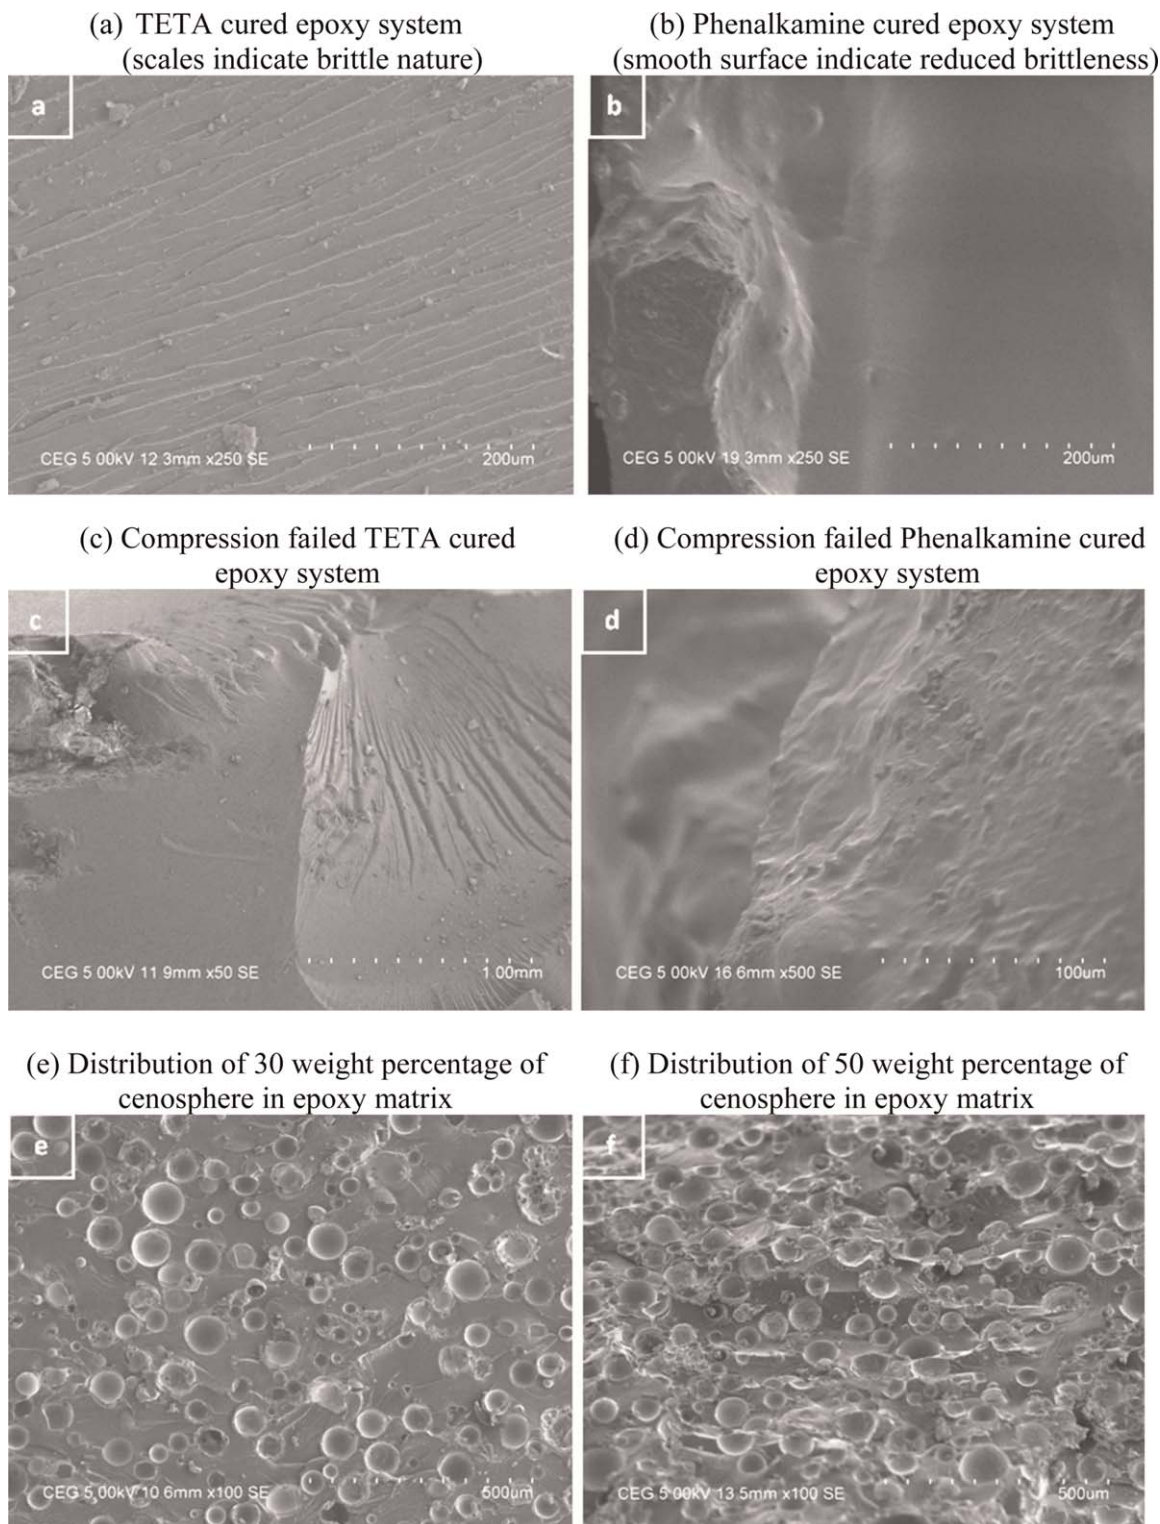 (a) TETA cured epoxy system
(scales indicate brittle nature)
(b) Phenalkamine cured epoxy system
(smooth surface indicate reduced brittleness)
a
CEG 5 00kV 12 3mm x250 SE
200um
b
CEG 5 00kV 19 3mm x250 SE
200um
(c) Compression failed TETA cured
epoxy system
(d) Compression failed Phenalkamine cured
epoxy system
c
CEG 5 00kV 11 9mm x50 SE
1 00mm
d
CEG 5 00kV 16 6mm x500 SE
100um
(e) Distribution of 30 weight percentage of
cenosphere in epoxy matrix
(f) Distribution of 50 weight percentage of
cenosphere in epoxy matrix
e
CEG 5 00kV 10 6mm x100 SE
500um
f
CEG 5 00kV 13 5mm x100 SE
500um